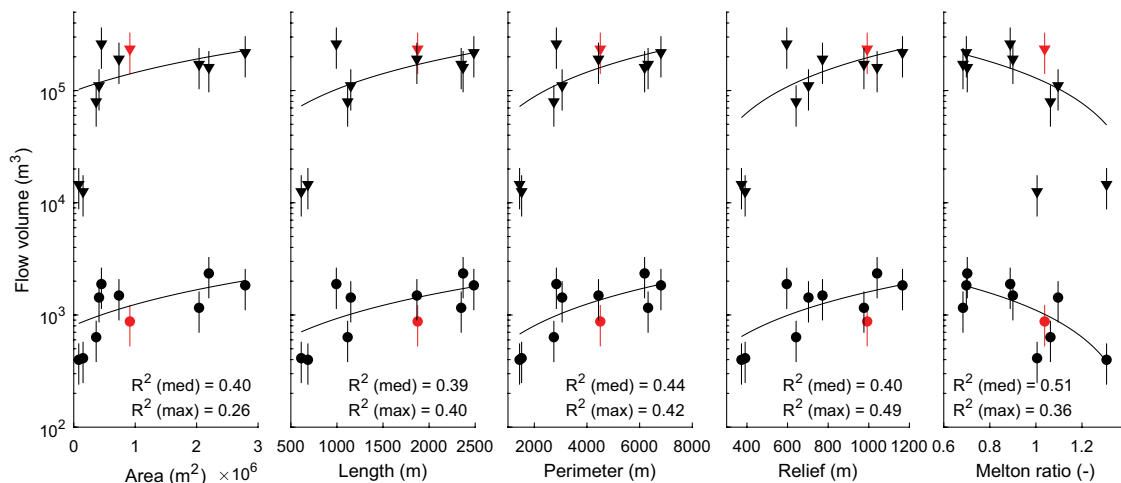 Flow volume (m³)
10⁵
10⁴
10³
10²
R² (med) = 0.40
R² (max) = 0.26
0 1 2 3
Area (m²) ×10⁶
R² (med) = 0.39
R² (max) = 0.40
500 1000 1500 2000 2500
Length (m)
R² (med) = 0.44
R² (max) = 0.42
2000 4000 6000 8000
Perimeter (m)
R² (med) = 0.40
R² (max) = 0.49
400 600 800 1000 1200
Relief (m)
R² (med) = 0.51
R² (max) = 0.36
0.6 0.8 1 1.2
Melton ratio (-)